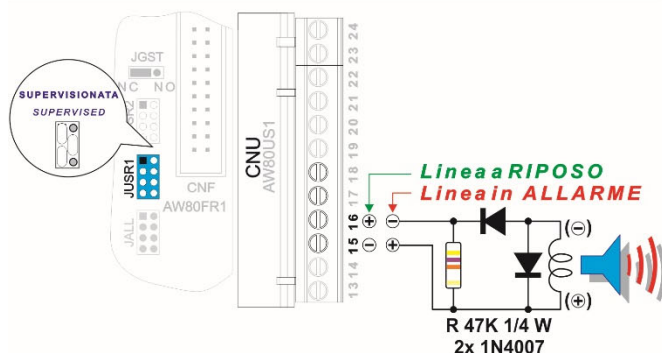 JGST
NC NO
SUPERVISIONATA
SUPERVISED
JUSR1
JALL
CNF
AW80FR1
CNU
AW80US1
24
23
22
21
20
19
18
17
16
15
14
13
Linea a RIPOSO
Linea in ALLARME
+ -
- +
(-)
(+)
R 47K 1/4 W
2x 1N4007